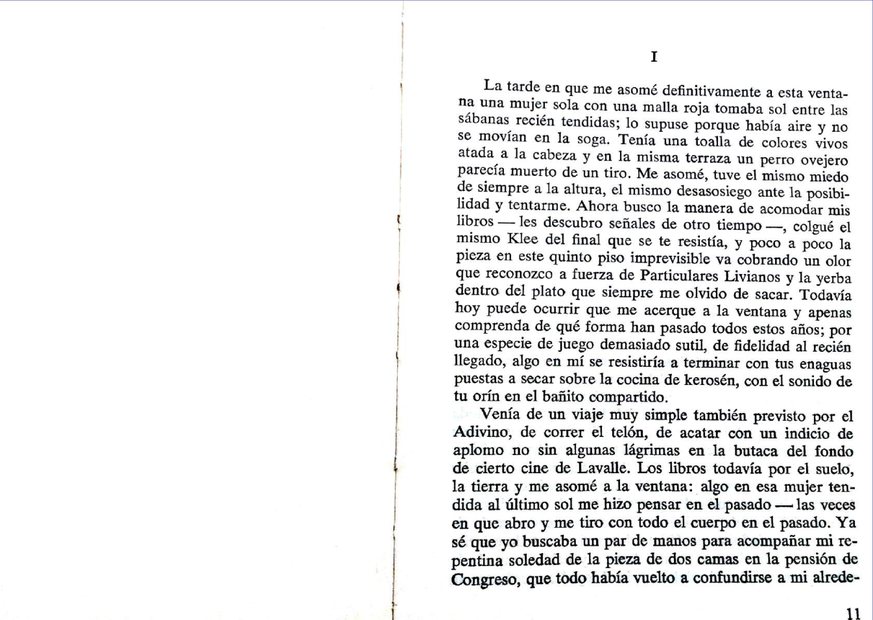 I
La tarde en que me asomé definitivamente a esta venta-
na una mujer sola con una malla roja tomaba sol entre las
sábanas recién tendidas; lo supuse porque había aire y no
se movían en la soga. Tenía una toalla de colores vivos
atada a la cabeza y en la misma terraza un perro ovejero
parecía muerto de un tiro. Me asomé, tuve el mismo miedo
de siempre a la altura, el mismo desasosiego ante la posibi-
lidad y tentarme. Ahora busco la manera de acomodar mis
libros — les descubro señales de otro tiempo —, colgué el
mismo Klee del final que se te resistía, y poco a poco la
pieza en este quinto piso imprevisible va cobrando un olor
que reconozco a fuerza de Particulares Livianos y la yerba
dentro del plato que siempre me olvido de sacar. Todavía
hoy puede ocurrir que me acerque a la ventana y apenas
comprenda de qué forma han pasado todos estos años; por
una especie de juego demasiado sutil, de fidelidad al recién
llegado, algo en mí se resistiría a terminar con tus enaguas
puestas a secar sobre la cocina de kerosén, con el sonido de
tu orín en el bañito compartido.
Venía de un viaje muy simple también previsto por el
Adivino, de correr el telón, de acatar con un indicio de
aplomo no sin algunas lágrimas en la butaca del fondo
de cierto cine de Lavalle. Los libros todavía por el suelo,
la tierra y me asomé a la ventana: algo en esa mujer ten-
dida al último sol me hizo pensar en el pasado — las veces
en que abro y me tiro con todo el cuerpo en el pasado. Ya
sé que yo buscaba un par de manos para acompañar mi re-
pentina soledad de la pieza de dos camas en la pensión de
Congreso, que todo había vuelto a confundirse a mi alrede-
11